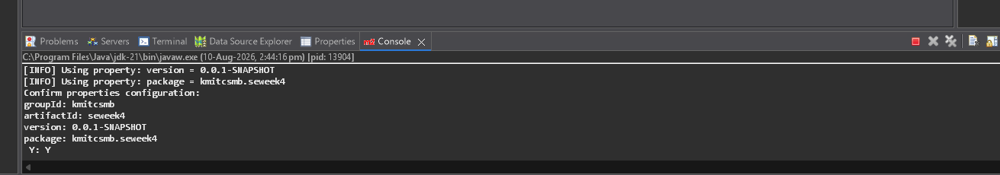 Problems Servers Terminal Data Source Explorer Properties Console
C:\Program Files\Java\jdk-21\bin\javaw.exe (10-Aug-2026, 2:44:16 pm) [pid: 13904]
[INFO] Using property: version = 0.0.1-SNAPSHOT
[INFO] Using property: package = kmitcsmb.seweek4
Confirm properties configuration:
groupId: kmitcsmb
artifactId: seweek4
version: 0.0.1-SNAPSHOT
package: kmitcsmb.seweek4
Y: Y